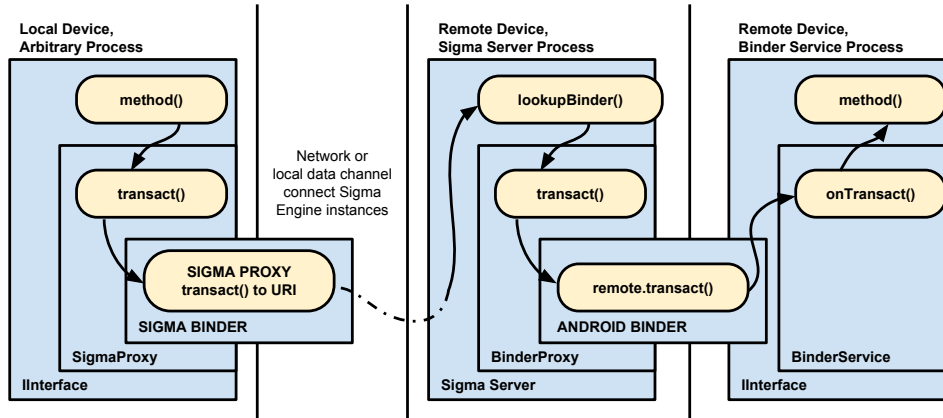 Local Device,
Arbitrary Process
method()
transact()
SIGMA PROXY
transact() to URI
SIGMA BINDER
SigmaProxy
IInterface
Network or
local data channel
connect Sigma
Engine instances
Remote Device,
Sigma Server Process
lookupBinder()
transact()
remote.transact()
ANDROID BINDER
BinderProxy
Sigma Server
Remote Device,
Binder Service Process
method()
onTransact()
BinderService
IInterface